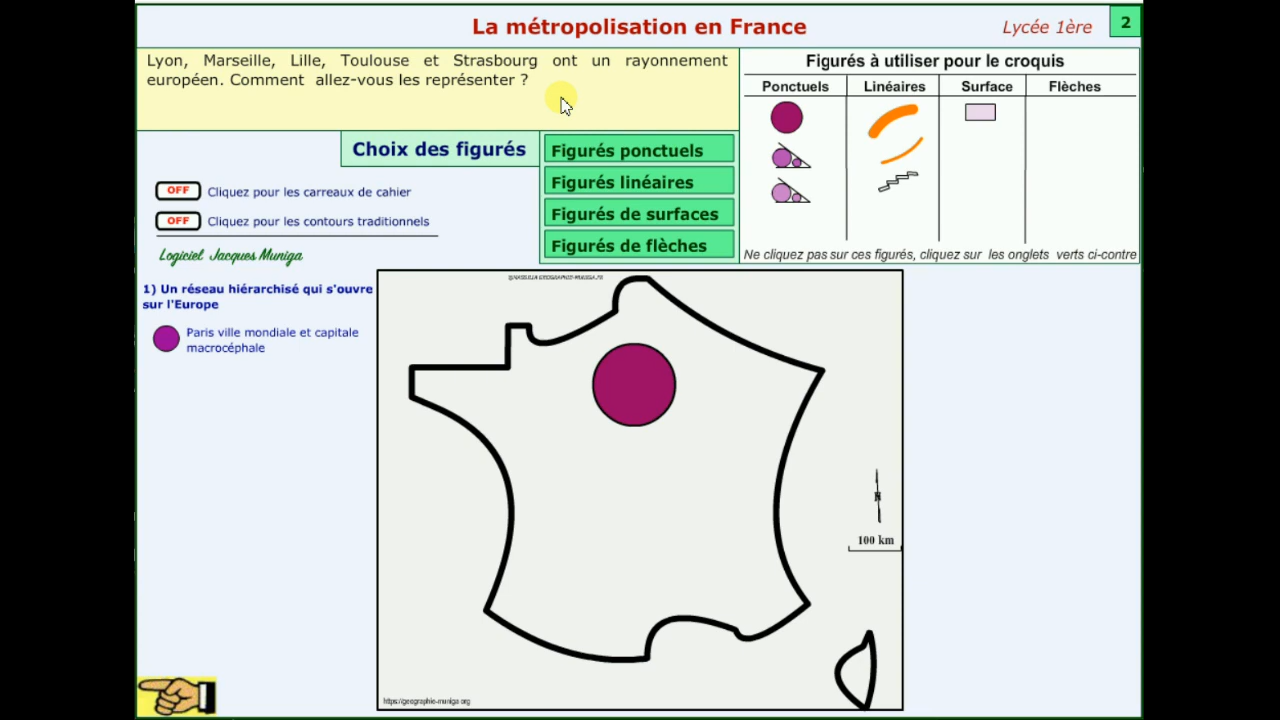 La métropolisation en France
Lycée 1ère
2
Lyon, Marseille, Lille, Toulouse et Strasbourg ont un rayonnement
européen. Comment allez-vous les représenter ?
Figurés à utiliser pour le croquis
Ponctuels
Linéaires
Surface
Flèches
Choix des figurés
Figurés ponctuels
Figurés linéaires
Figurés de surfaces
Figurés de flèches
OFF
Cliquez pour les carreaux de cahier
OFF
Cliquez pour les contours traditionnels
Logiciel Jacques Muniga
Ne cliquez pas sur ces figurés, cliquez sur les onglets verts ci-contre
1) Un réseau hiérarchisé qui s'ouvre
sur l'Europe
Paris ville mondiale et capitale
macrocéphale
N
100 km
https://geographie-muniga.org